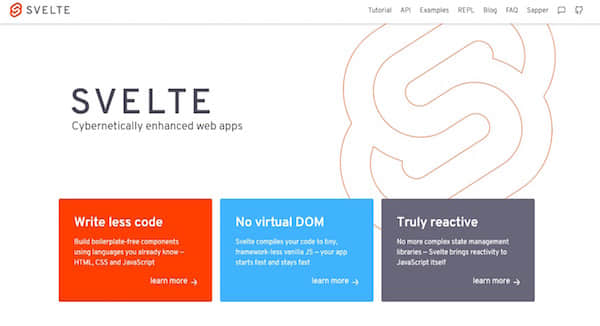 SVELTE
Tutorial API Examples REPL Blog FAQ Sapper
SVELTE
Cybernetically enhanced web apps
Write less code
Build boilerplate-free components
using languages you already know —
HTML, CSS and JavaScript
learn more
No virtual DOM
Svelte compiles your code to tiny,
framework-less vanilla JS — your app
starts fast and stays fast
learn more
Truly reactive
No more complex state management
libraries — Svelte brings reactivity to
JavaScript itself
learn more